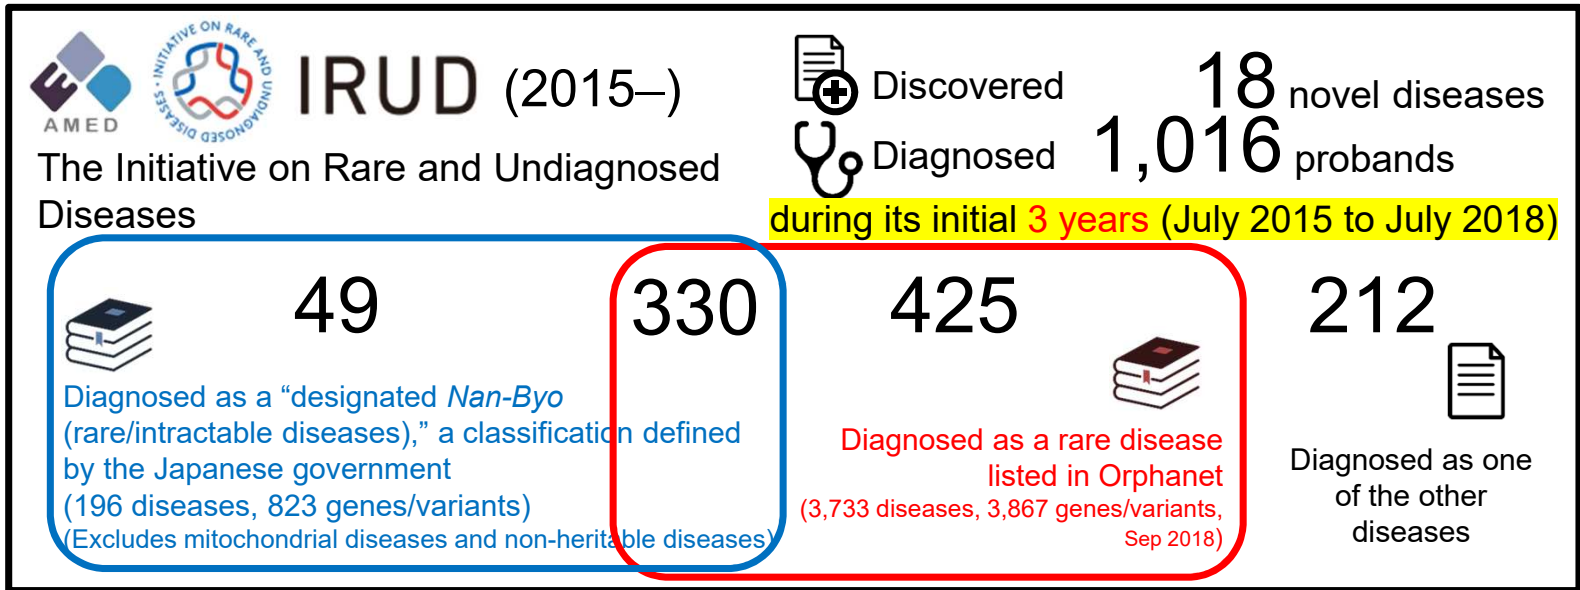 AMED
INITIATIVE ON RARE AND UNDIAGNOSED DISEASES
IRUD (2015–)
The Initiative on Rare and Undiagnosed
Diseases
Discovered 18 novel diseases
Diagnosed 1,016 probands
during its initial 3 years (July 2015 to July 2018)
49
330
425
212
Diagnosed as a “designated Nan-Byo
(rare/intractable diseases),” a classification defined
by the Japanese government
(196 diseases, 823 genes/variants)
(Excludes mitochondrial diseases and non-heritable diseases)
Diagnosed as a rare disease
listed in Orphanet
(3,733 diseases, 3,867 genes/variants,
Sep 2018)
Diagnosed as one
of the other
diseases